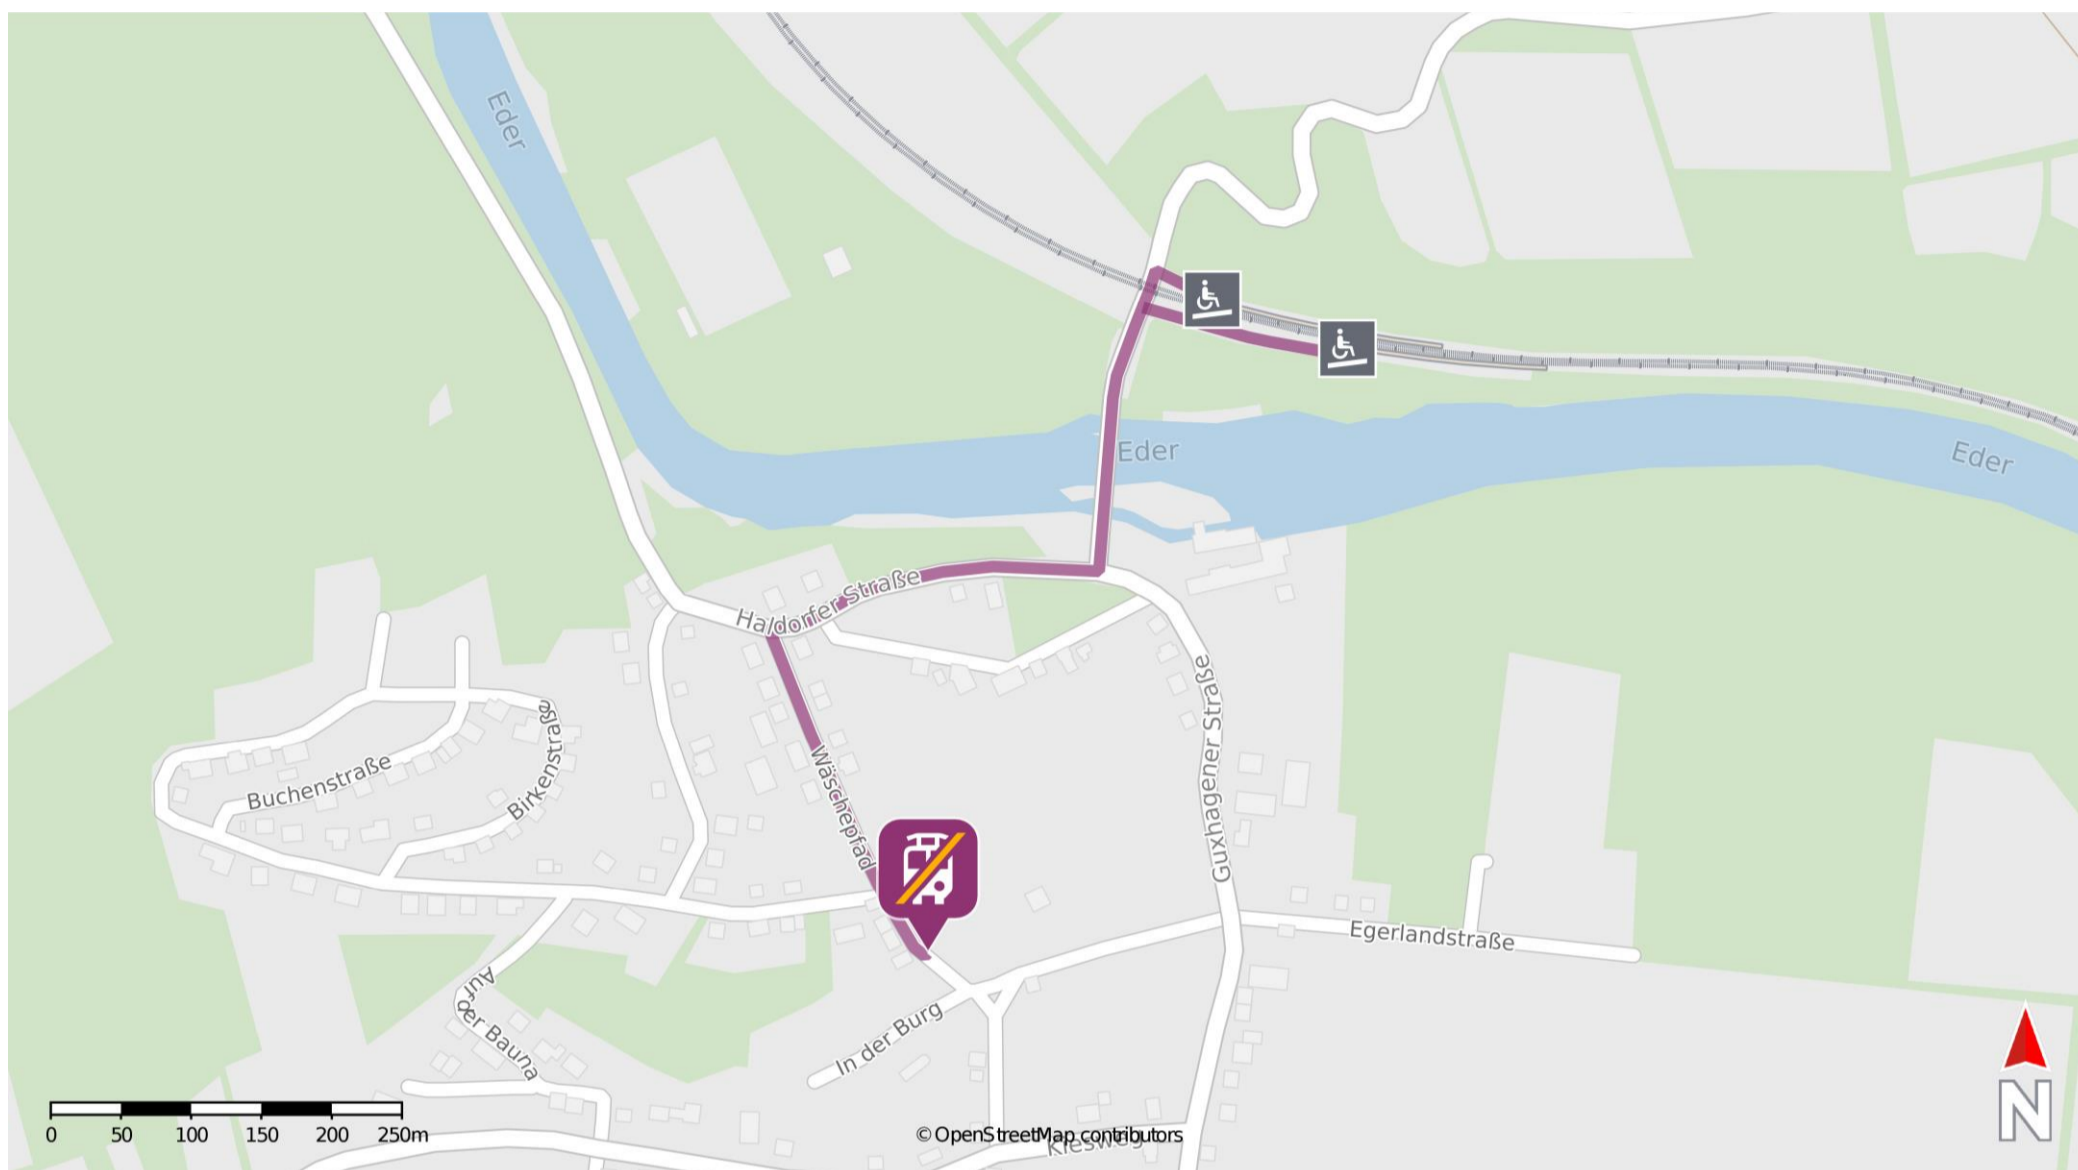 Eder
Eder
Eder
Haldorfer Straße
Guxhagener Straße
Birkenstraße
Buchenstraße
Wäschepfad
Egerlandstraße
Auf der Bauna
In der Burg
0 50 100 150 200 250m
© OpenStreetMap contributors
Kiesweg
N